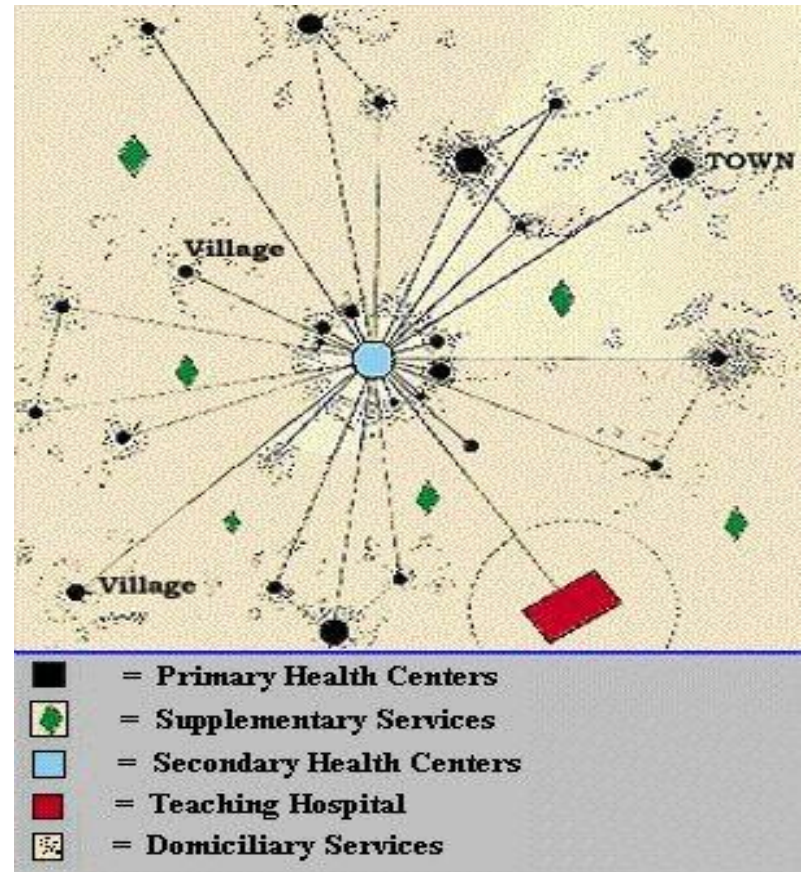 TOWN
Village
Village
= Primary Health Centers
= Supplementary Services
= Secondary Health Centers
= Teaching Hospital
= Domiciliary Services